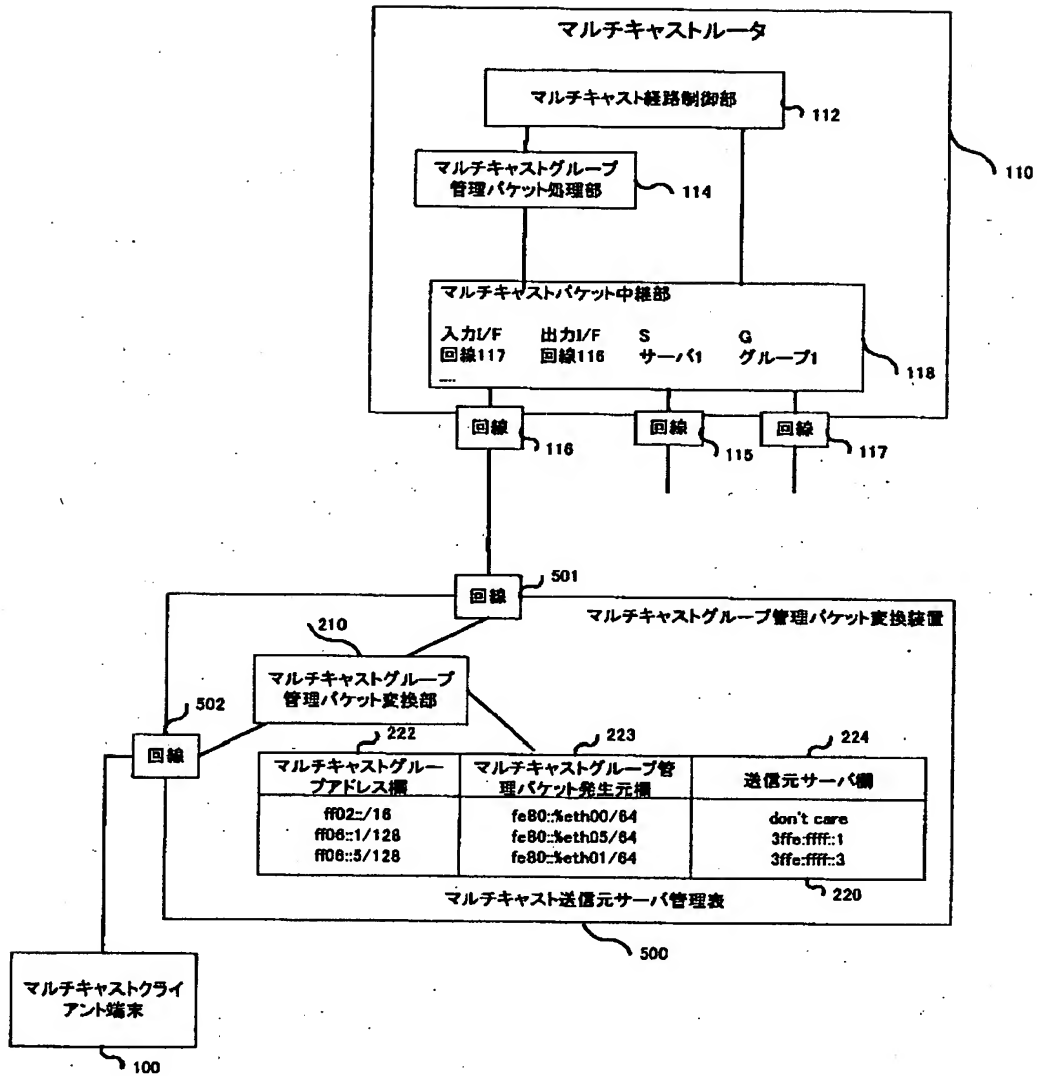 マルチキャストルータ
マルチキャスト経路制御部
112
マルチキャストグループ
管理パケット処理部
114
110
マルチキャストパケット中継部
入力I/F 出力I/F S G
回線117 回線116 サーバ1 グループ1
....
118
回線
116
回線
115
回線
117
回線
501
マルチキャストグループ管理パケット変換装置
210
マルチキャストグループ
管理パケット変換部
502
回線
222
223
224
マルチキャストグルー
プアドレス欄
マルチキャストグループ管
理パケット発生元欄
送信元サーバ欄
ff02::/16 fe80::%eth00/64 don't care
ff06::1/128 fe80::%eth05/64 3ffe:ffff::1
ff06::5/128 fe80::%eth01/64 3ffe:ffff::3
マルチキャスト送信元サーバ管理表
220
500
マルチキャストクライ
アント端末
100